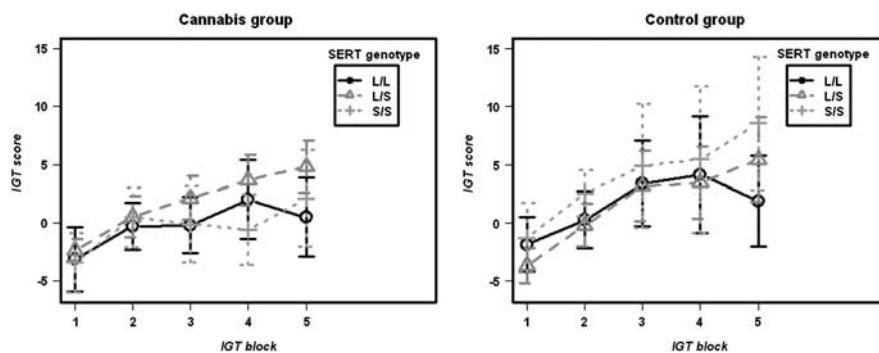 Cannabis group
Control group
SERT genotype
L/L
L/S
S/S
SERT genotype
L/L
L/S
S/S
IGT score
15
10
5
0
-5
1 2 3 4 5
IGT block
IGT score
15
10
5
0
-5
1 2 3 4 5
IGT block